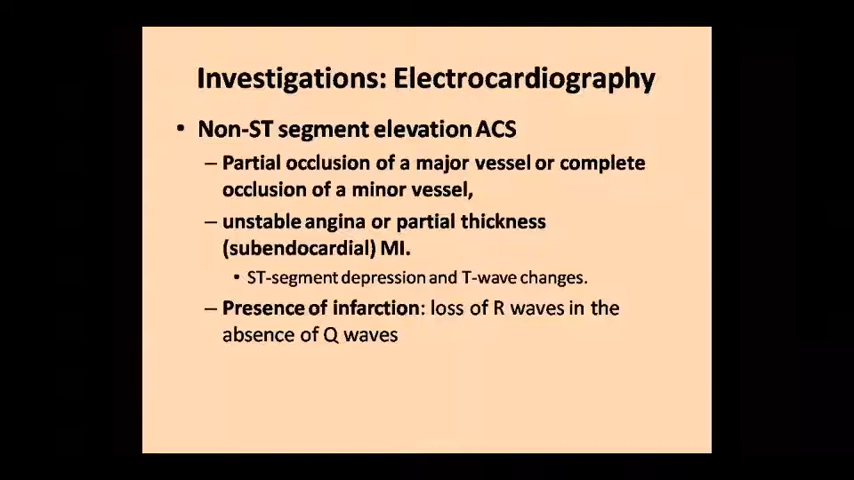 Investigations: Electrocardiography
• Non-ST segment elevation ACS
– Partial occlusion of a major vessel or complete
occlusion of a minor vessel,
– unstable angina or partial thickness
(subendocardial) MI.
• ST-segment depression and T-wave changes.
– Presence of infarction: loss of R waves in the
absence of Q waves